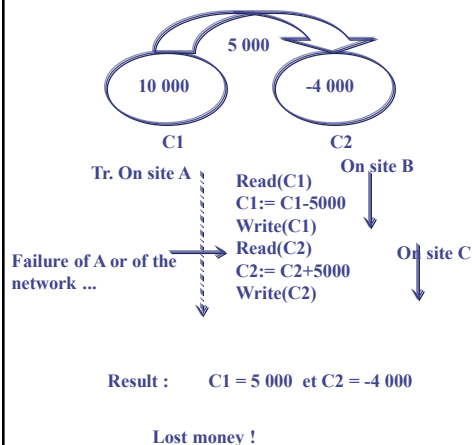 5 000
10 000
-4 000
C1
C2
Tr. On site A
On site B
Read(C1)
C1:= C1-5000
Write(C1)
Read(C2)
C2:= C2+5000
Write(C2)
On site C
Failure of A or of the
network ...
Result : C1 = 5 000 et C2 = -4 000
Lost money !